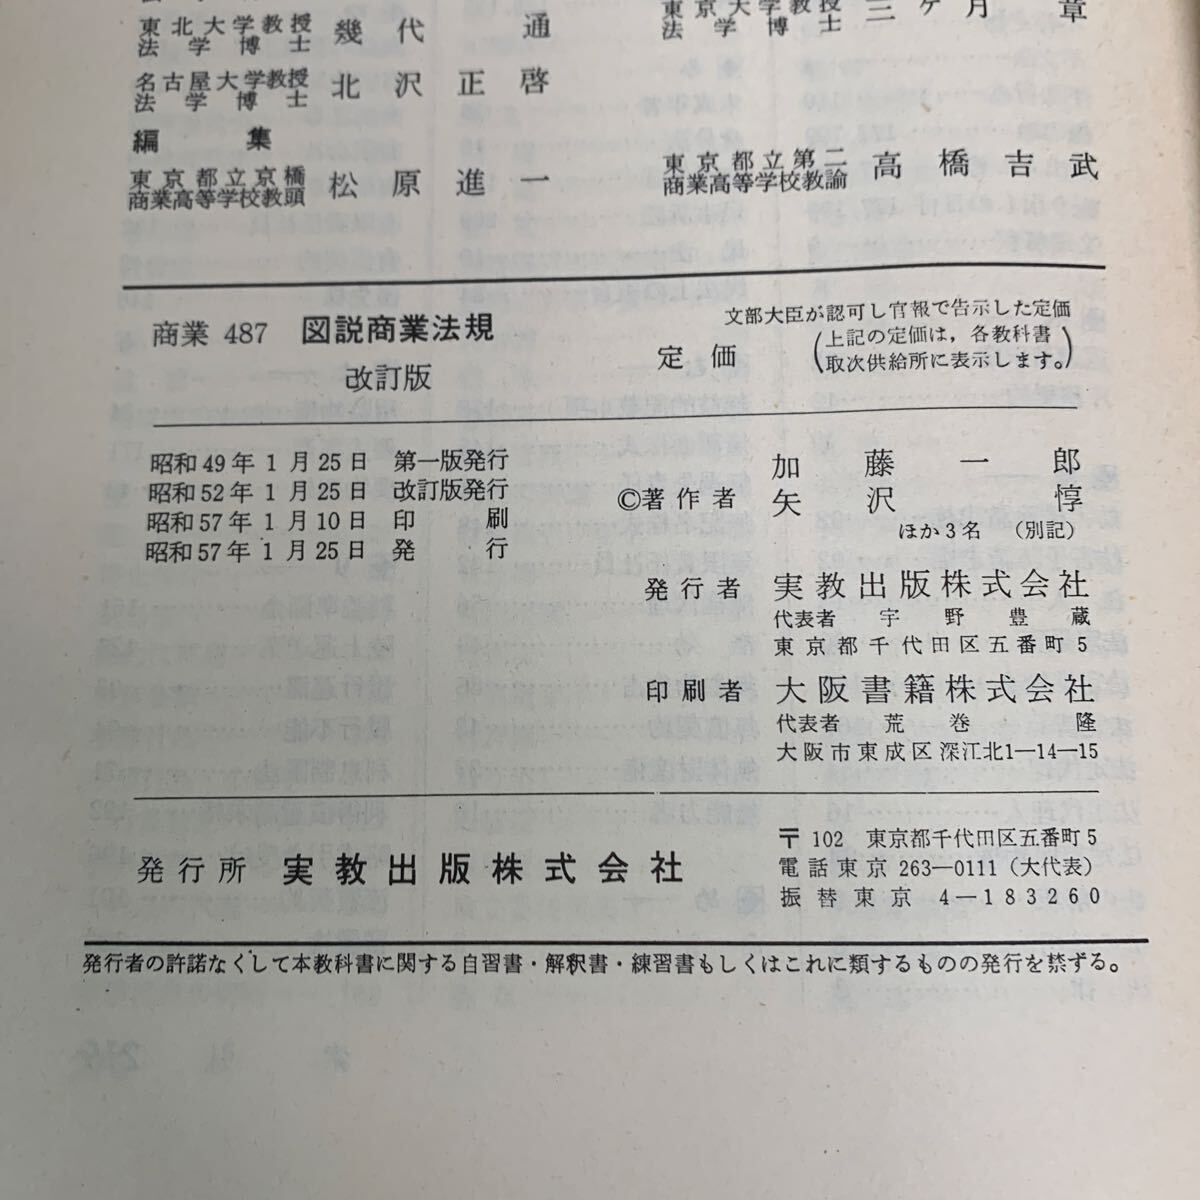 東北大学教授
法学博士 幾代 通
東京大学教授
法学博士 三ヶ月 章
名古屋大学教授
法学博士 北沢正啓
編集
東京都立京橋
商業高等学校教頭 松原進一
東京都立第二
商業高等学校教諭 高橋吉武
商業 487 図説商業法規
改訂版
文部大臣が認可し官報で告示した定価
定価 (上記の定価は，各教科書
取次供給所に表示します。)
昭和49年1月25日 第一版発行
昭和52年1月25日 改訂版発行
昭和57年1月10日 印刷
昭和57年1月25日 発行
©著作者 加藤一郎
矢沢 惇
ほか3名 (別記)
発行者 実教出版株式会社
代表者 宇野豊蔵
東京都千代田区五番町5
印刷者 大阪書籍株式会社
代表者 荒巻 隆
大阪市東成区深江北1—14—15
発行所 実教出版株式会社
〒102 東京都千代田区五番町5
電話東京 263—0111 (大代表)
振替東京 4—183260
発行者の許諾なくして本教科書に関する自習書・解釈書・練習書もしくはこれに類するものの発行を禁ずる。